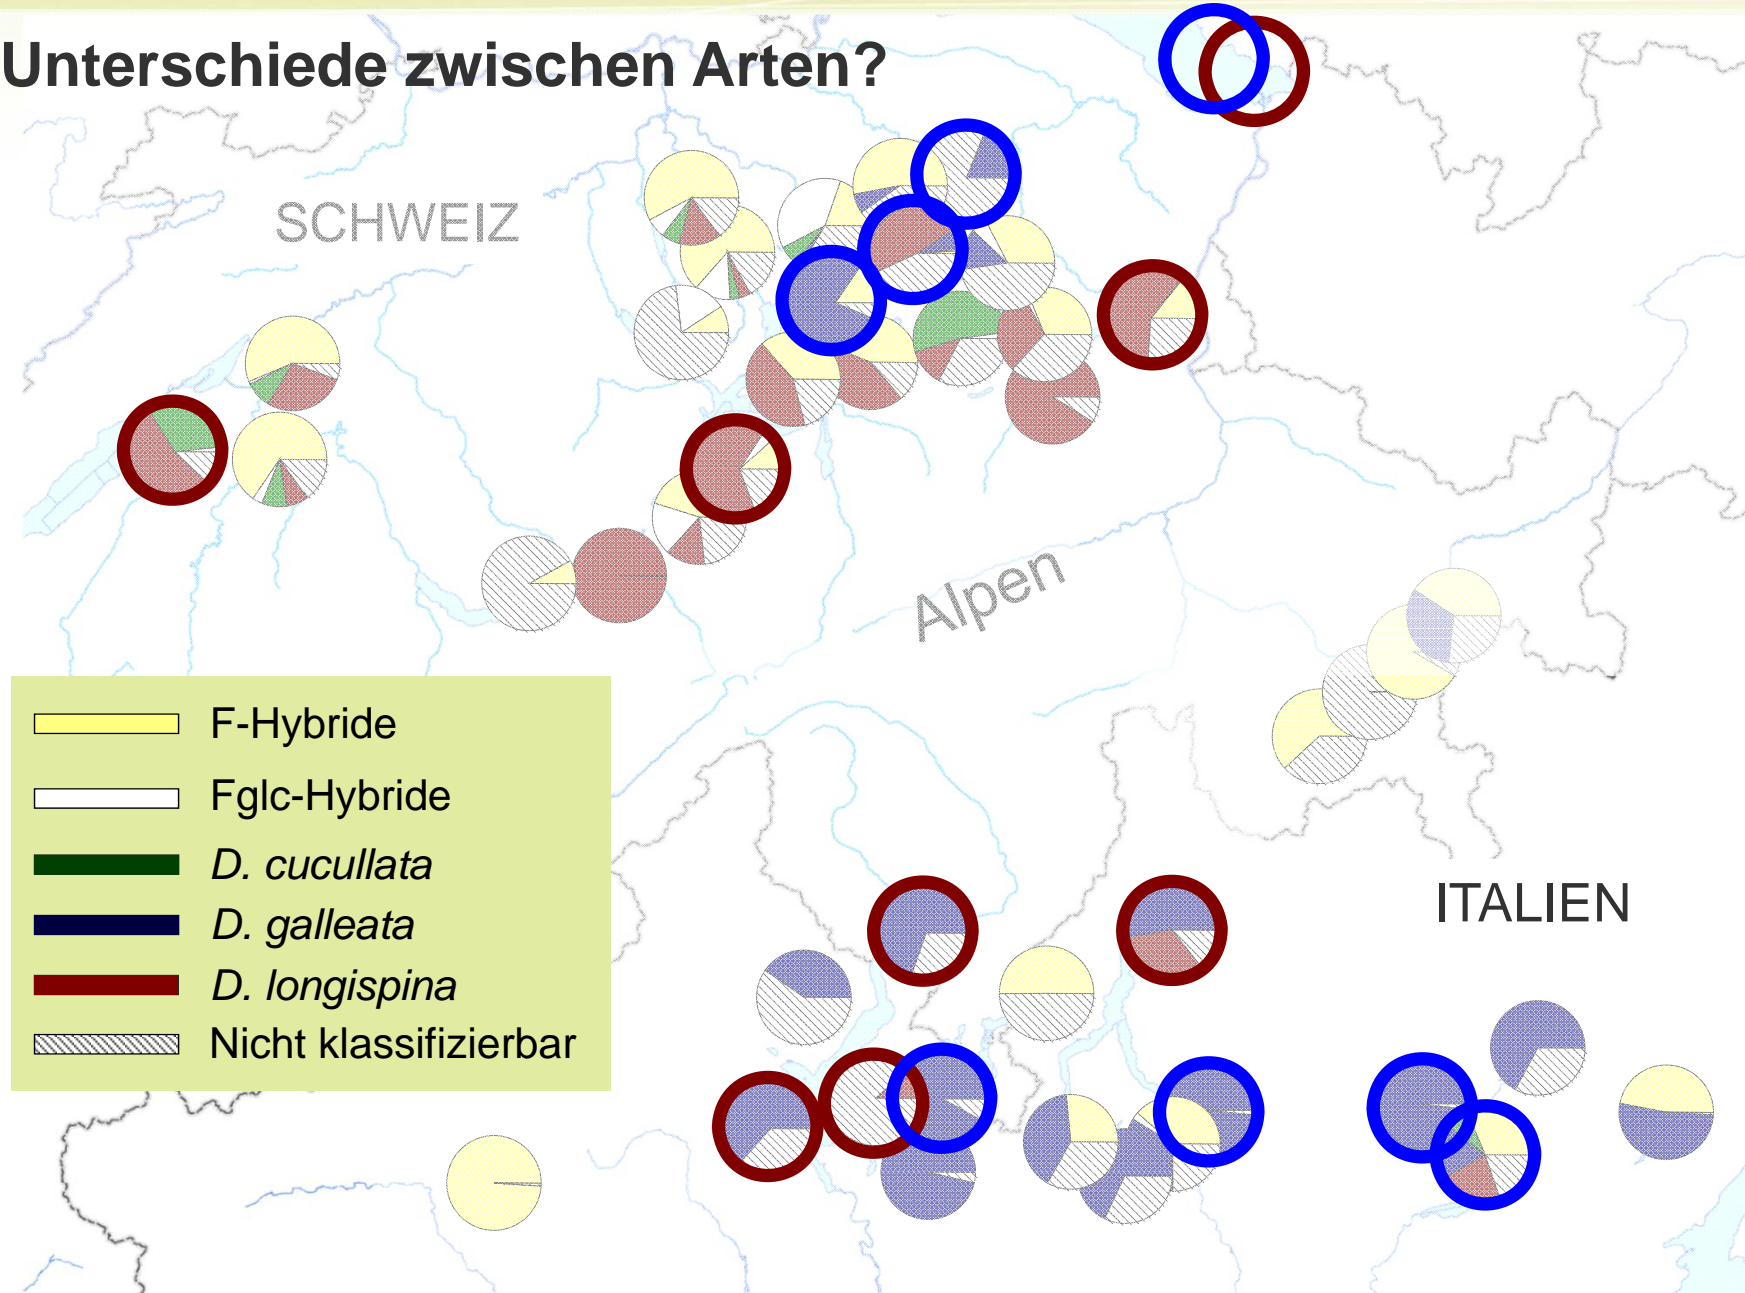 Unterschiede zwischen Arten?
SCHWEIZ
Alpen
F-Hybride
Fglc-Hybride
D. cucullata
D. galleata
D. longispina
Nicht klassifizierbar
ITALIEN